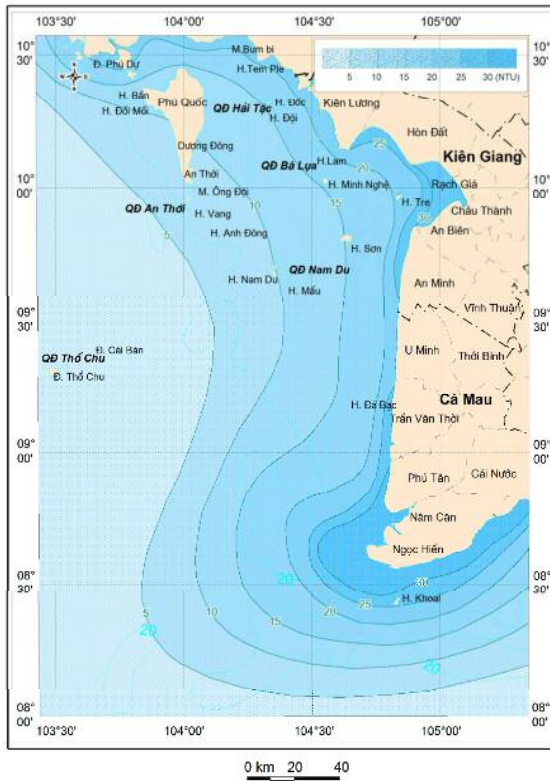 103°50' 104°00' 104°50' 105°00'
10° 30' 10° 30'
M.Bum bi
Đ. Phú Dự
H.Tem Ple
5 10 15 20 25 30 (NTU)
H. Bần
Phú Quốc
QĐ Hải Tặc
H. Đốc
Kiên Lương
H. Đồi Mồi
H. Đội
Hòn Đất
Dương Đông
25
Kiên Giang
QĐ Bà Lụa
H.Lam
20
An Thới
H. Minh Nghệ
Rạch Giá
10° 00' 10° 00'
M. Ông Đội
15
H. Tre
QĐ An Thới
H. Vang
10
30
Châu Thành
5
H. Anh Đông
An Biên
H. Sơn
QĐ Nam Du
H. Nam Du
An Minh
H. Mấu
Vĩnh Thuận
09° 30' 09° 30'
Đ. Cái Bàn
U Minh
Thới Bình
QĐ Thổ Chu
Đ. Thổ Chu
Cà Mau
H. Đá Bạc
Trần Văn Thời
09° 00' 09° 00'
Phú Tân
Cái Nước
Năm Căn
Ngọc Hiển
08° 30' 08° 30'
20
30
5
10
15
20
25
H. Khoai
20
20
08° 00' 08° 00'
103°50' 104°00' 104°50' 105°00'
0 km 20 40